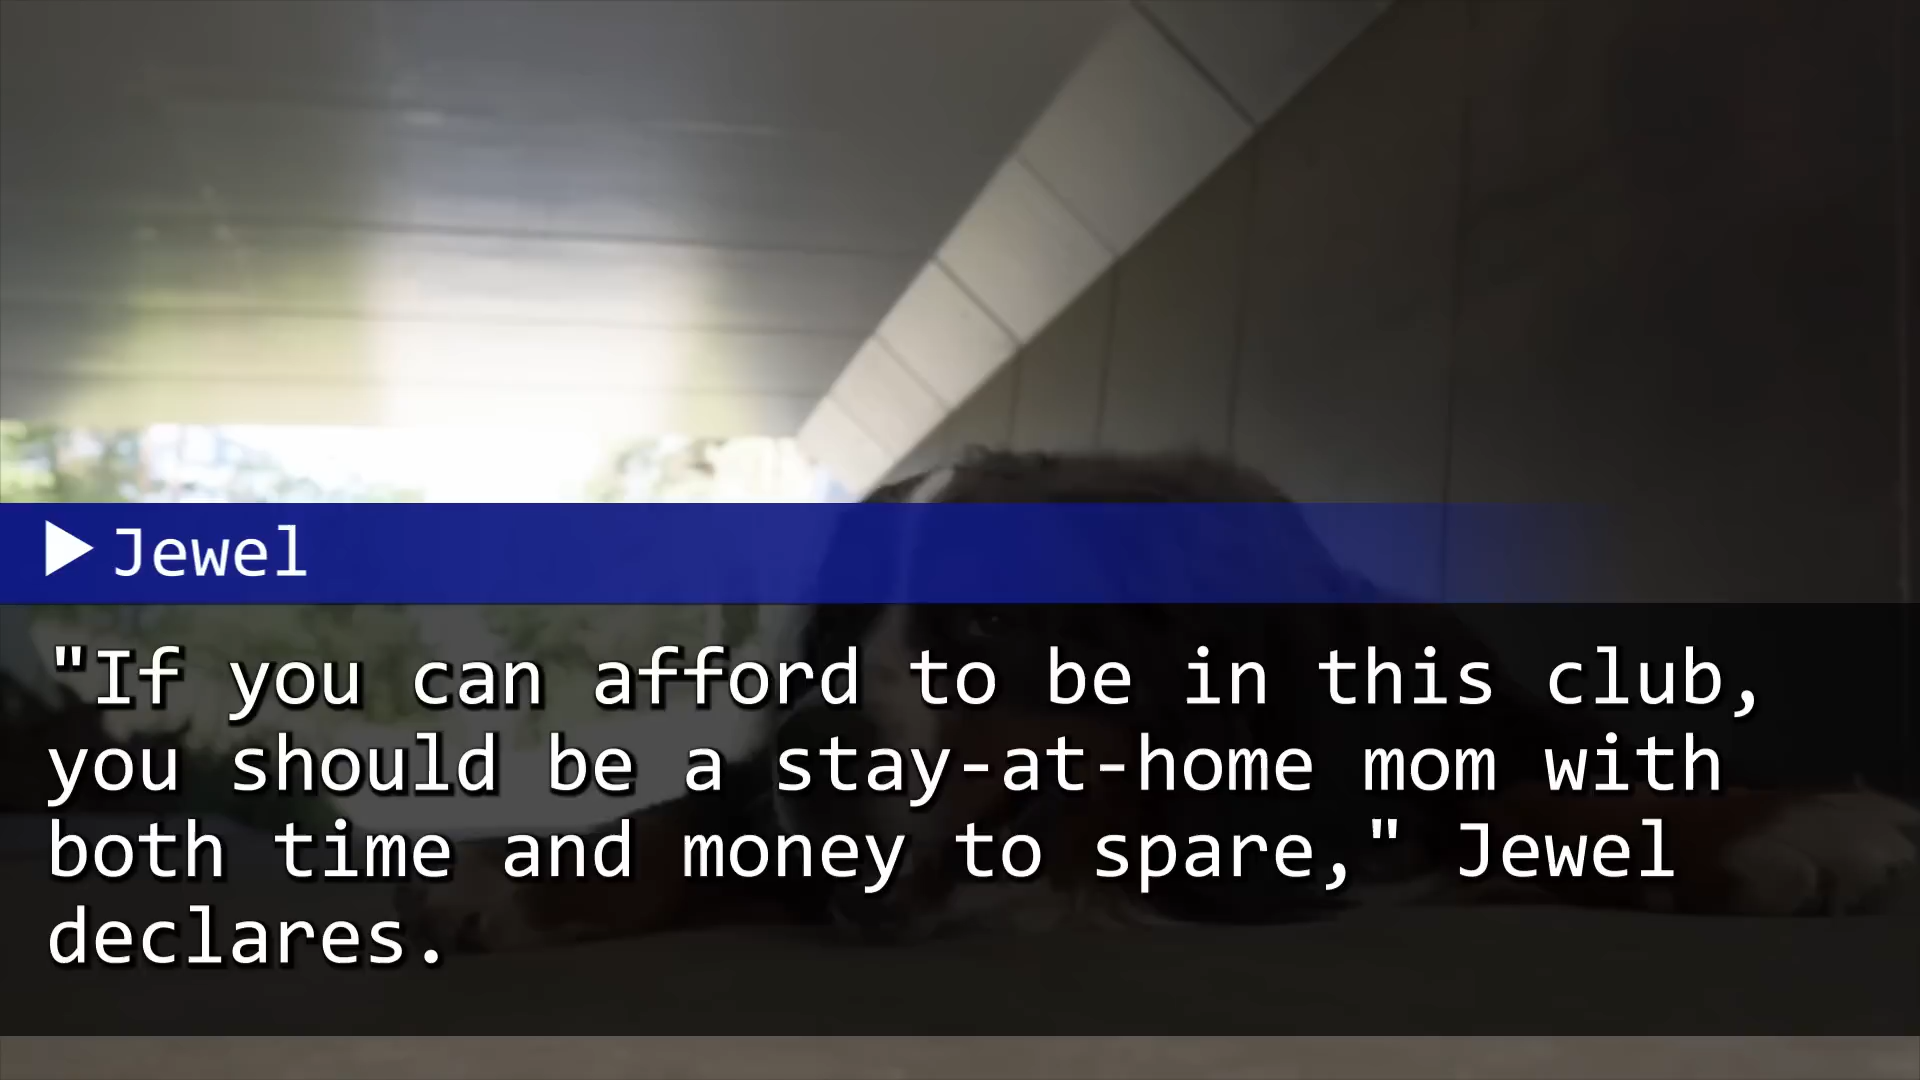 Jewel
"If you can afford to be in this club,
you should be a stay-at-home mom with
both time and money to spare," Jewel
declares.